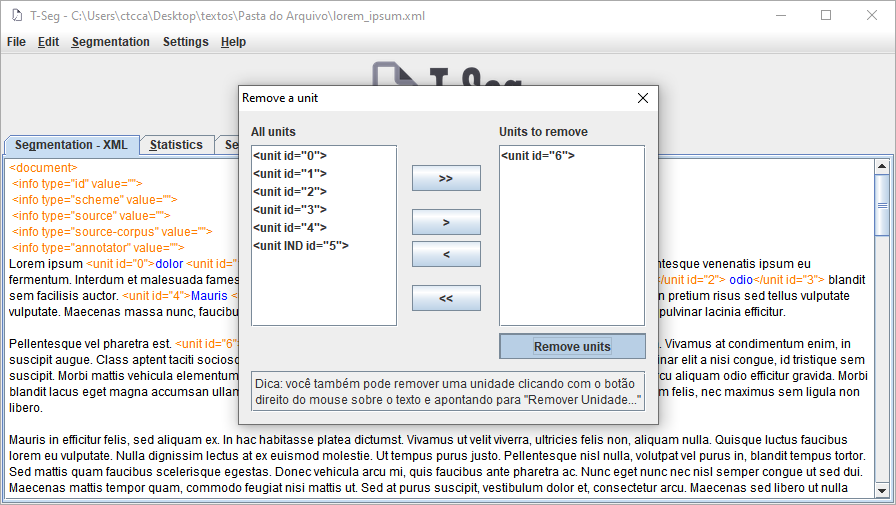 T-Seg - C:\Users\ctcca\Desktop\textos\Pasta do Arquivo\lorem_ipsum.xml
File Edit Segmentation Settings Help
T-Seg
Remove a unit
All units
Units to remove
<unit id="0">
<unit id="1">
<unit id="2">
<unit id="3">
<unit id="4">
<unit IND id="5">
>>
>
<
<<
<unit id="6">
Remove units
Dica: você também pode remover uma unidade clicando com o botão
direito do mouse sobre o texto e apontando para "Remover Unidade..."
Segmentation - XML Statistics Se
<document>
<info type="id" value="">
<info type="scheme" value="">
<info type="source" value="">
<info type="source-corpus" value="">
<info type="annotator" value="">
Lorem ipsum <unit id="0">dolor <unit id= ntesque venenatis ipsum eu
fermentum. Interdum et malesuada fames /unit id="2"> odio</unit id="3"> blandit
sem facilisis auctor. <unit id="4">Mauris < n pretium risus sed tellus vulputate
vulputate. Maecenas massa nunc, faucibu pulvinar lacinia efficitur.
Pellentesque vel pharetra est. <unit id="6" . Vivamus at condimentum enim, in
suscipit augue. Class aptent taciti sociosq nar elit a nisi congue, id tristique sem
suscipit. Morbi mattis vehicula elementum cu aliquam odio efficitur gravida. Morbi
blandit lacus eget magna accumsan ullam m felis, nec maximus sem ligula non
libero.
Mauris in efficitur felis, sed aliquam ex. In hac habitasse platea dictumst. Vivamus ut velit viverra, ultricies felis non, aliquam nulla. Quisque luctus faucibus
lorem eu vulputate. Nulla dignissim lectus at ex euismod molestie. Ut tempus purus justo. Pellentesque nisl nulla, volutpat vel purus in, blandit tempus tortor.
Sed mattis quam faucibus scelerisque egestas. Donec vehicula arcu mi, quis faucibus ante pharetra ac. Nunc eget nunc nec nisl semper congue ut sed dui.
Maecenas mattis tempor quam, commodo feugiat nisi mattis ut. Sed at purus suscipit, vestibulum dolor et, consectetur arcu. Maecenas sed libero ut nulla